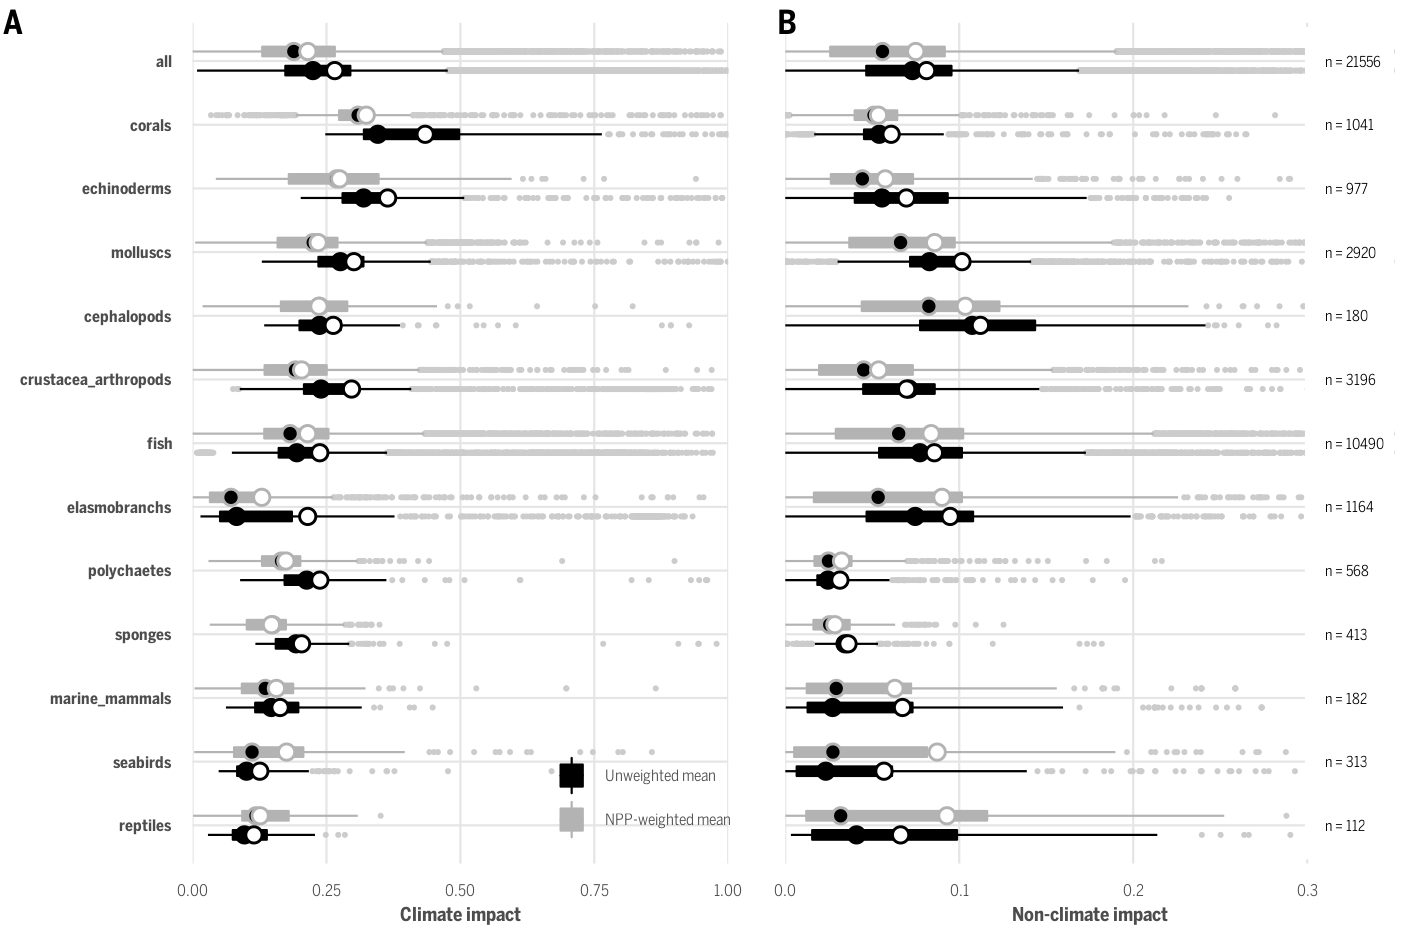 A
B
all
n = 21556
corals
n = 1041
echinoderms
n = 977
molluscs
n = 2920
cephalopods
n = 180
crustacea_arthropods
n = 3196
fish
n = 10490
elasmobranchs
n = 1164
polychaetes
n = 568
sponges
n = 413
marine_mammals
n = 182
seabirds
n = 313
Unweighted mean
NPP-weighted mean
reptiles
n = 112
0.00 0.25 0.50 0.75 1.00
0.0 0.1 0.2 0.3
Climate impact
Non-climate impact